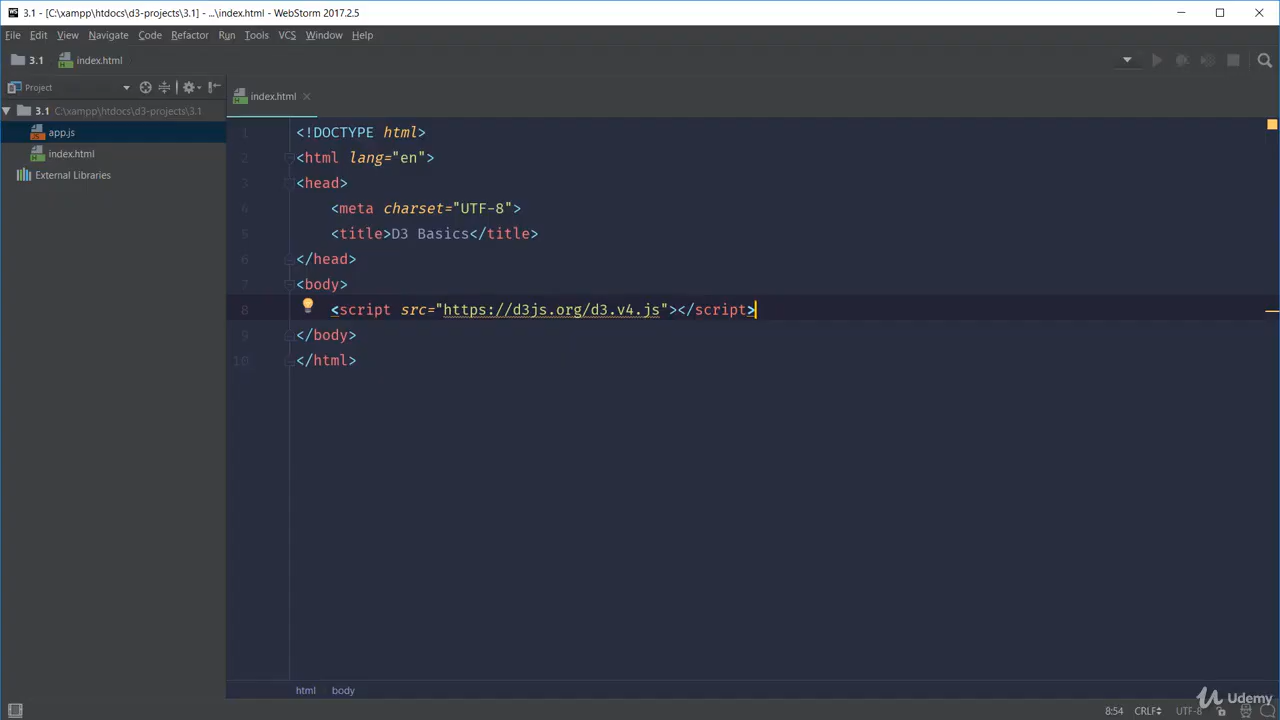 3.1 - [C:\xampp\htdocs\d3-projects\3.1] - ...\index.html - WebStorm 2017.2.5
File Edit View Navigate Code Refactor Run Tools VCS Window Help
3.1 index.html
Project
index.html
3.1 C:\xampp\htdocs\d3-projects\3.1
app.js
index.html
External Libraries
1 <!DOCTYPE html>
2 <html lang="en">
3 <head>
4 <meta charset="UTF-8">
5 <title>D3 Basics</title>
6 </head>
7 <body>
8 <script src="https://d3js.org/d3.v4.js"></script>
9 </body>
10 </html>
html body
8:54 CRLF UTF-8
Udemy